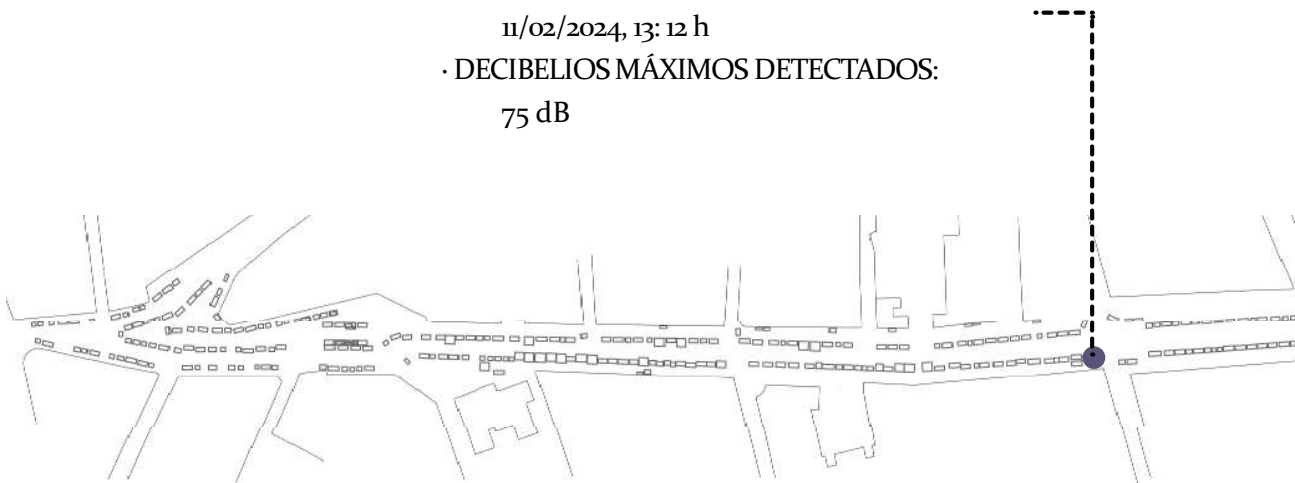 11/02/2024, 13: 12 h
· DECIBELIOS MÁXIMOS DETECTADOS:
75 dB